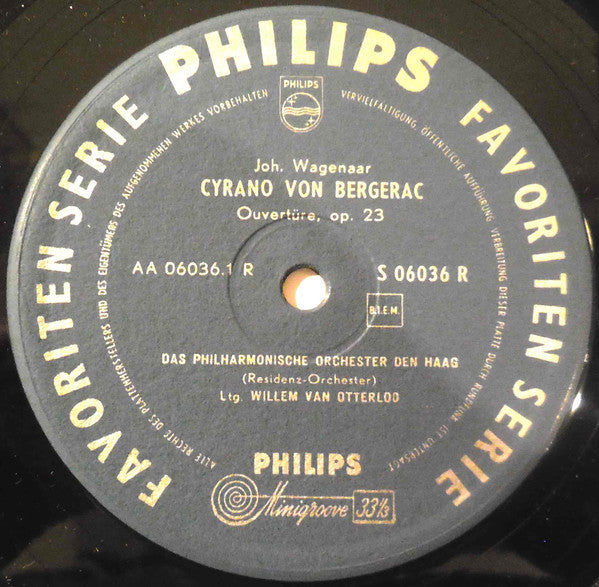 PHILIPS
FAVORITEN SERIE
FAVORITEN SERIE
ALLE RECHTE DES PLATTENHERSTELLERS UND DES EIGENTÜMERS DES AUFGENOMMENEN WERKES VORBEHALTEN
VERVIELFÄLTIGUNG, ÖFFENTLICHE AUFFÜHRUNG, VERBREITUNG DIESER PLATTE DURCH RUNDFUNK IST UNTERSAGT
PHILIPS
Joh. Wagenaar
CYRANO VON BERGERAC
Ouvertüre, op. 23
AA 06036.1 R
S 06036 R
B.I.E.M.
DAS PHILHARMONISCHE ORCHESTER DEN HAAG
(Residenz-Orchester)
Ltg. WILLEM VAN OTTERLOO
PHILIPS
Minigroove 33⅓